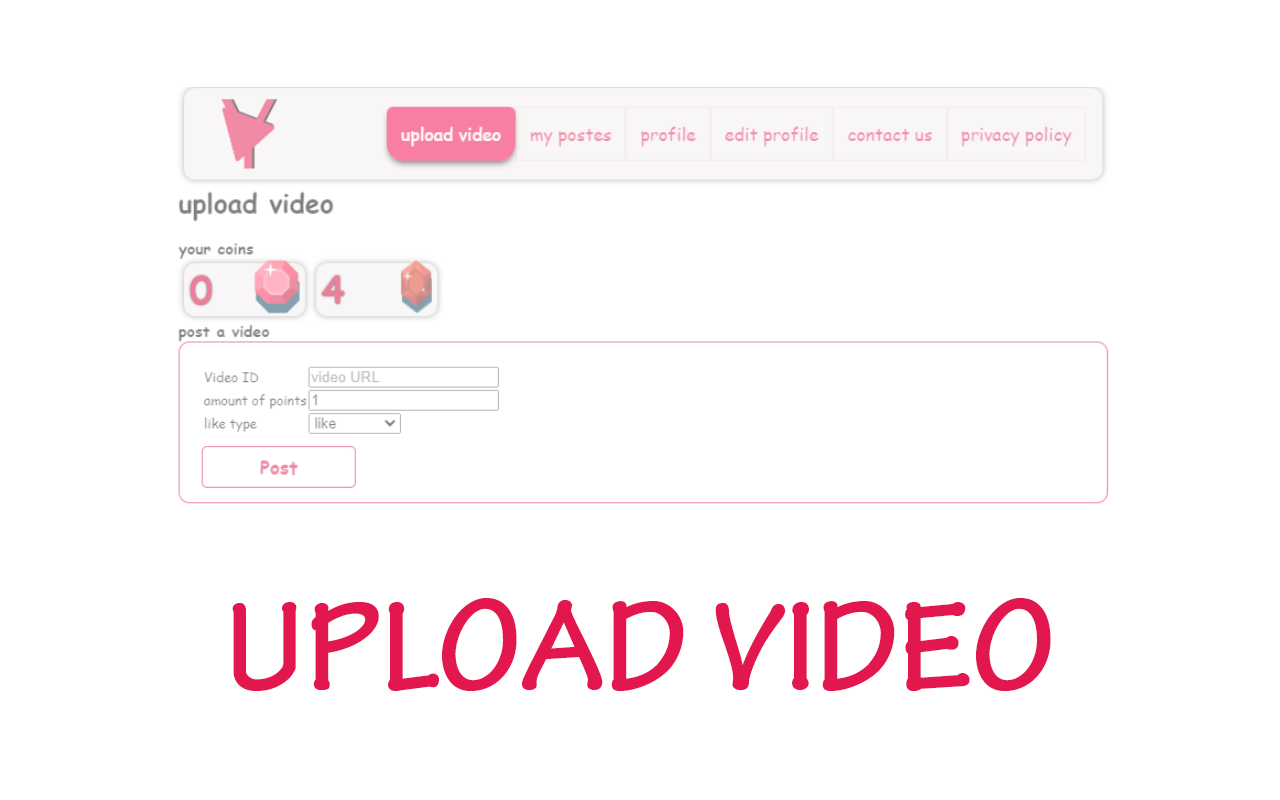 upload video my postes profile edit profile contact us privacy policy
upload video
your coins
0 4
post a video
Video ID video URL
amount of points 1
like type like
Post
UPLOAD VIDEO